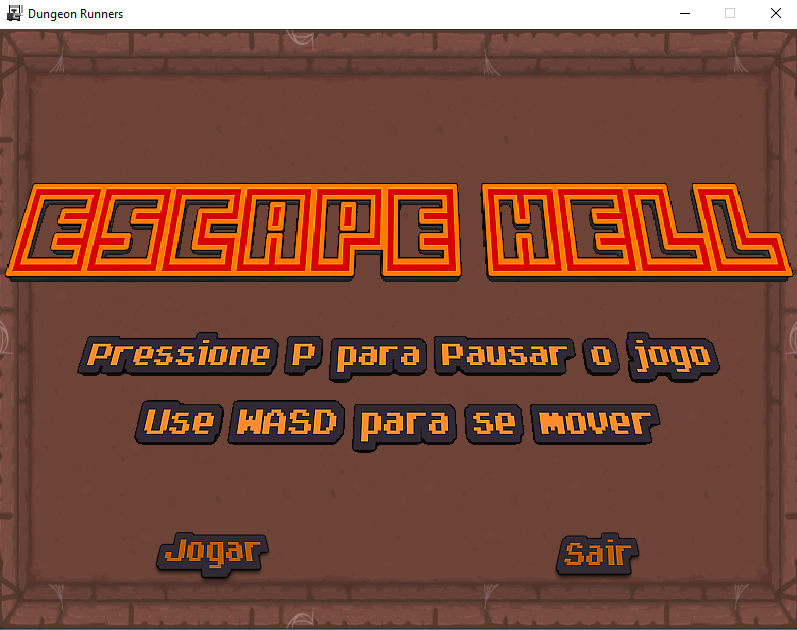 Dungeon Runners
ESCAPE HELL
Pressione P para Pausar o jogo
Use WASD para se mover
Jogar Sair